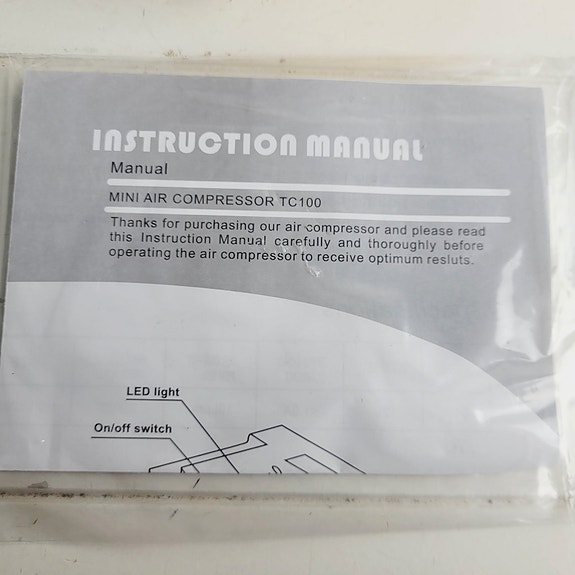 INSTRUCTION MANUAL
Manual
MINI AIR COMPRESSOR TC100
Thanks for purchasing our air compressor and please read
this Instruction Manual carefully and thoroughly before
operating the air compressor to receive optimum resluts.
LED light
On/off switch